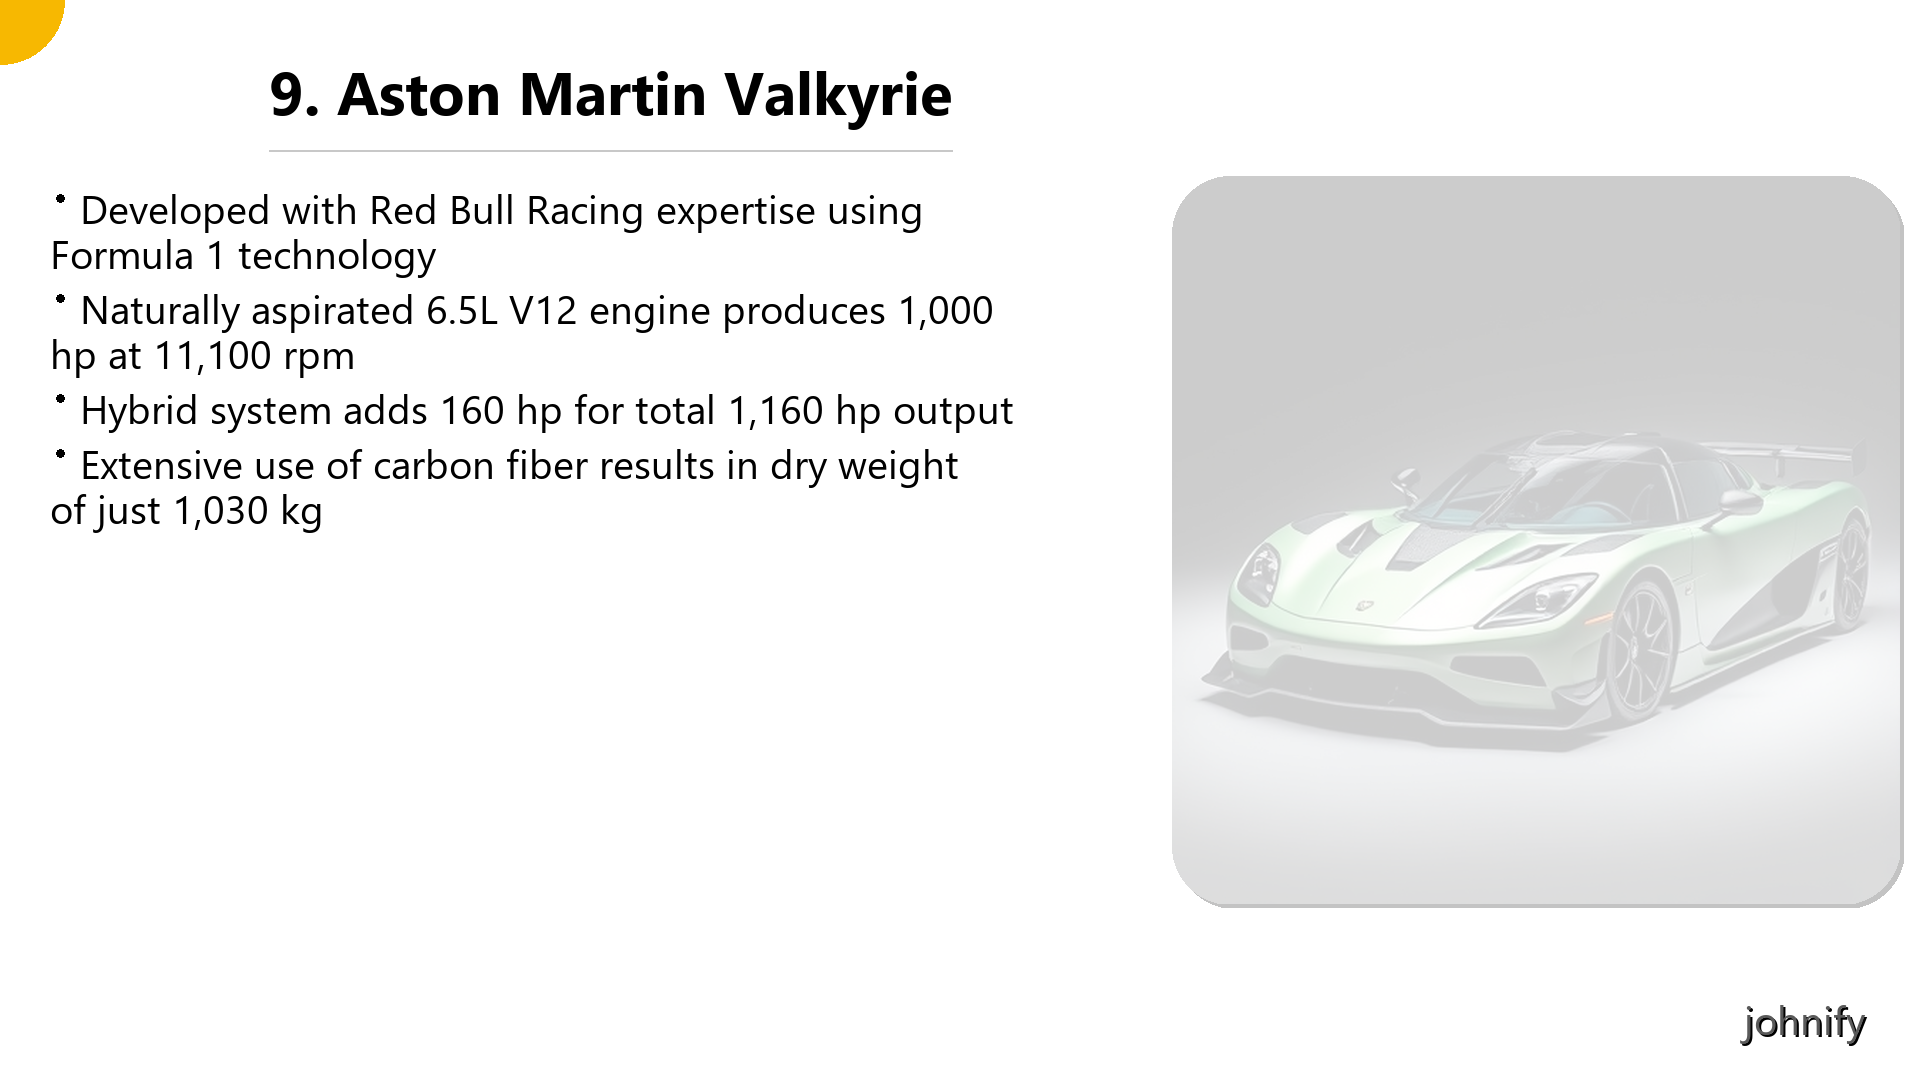 9. Aston Martin Valkyrie
• Developed with Red Bull Racing expertise using
Formula 1 technology
• Naturally aspirated 6.5L V12 engine produces 1,000
hp at 11,100 rpm
• Hybrid system adds 160 hp for total 1,160 hp output
• Extensive use of carbon fiber results in dry weight
of just 1,030 kg
johnify